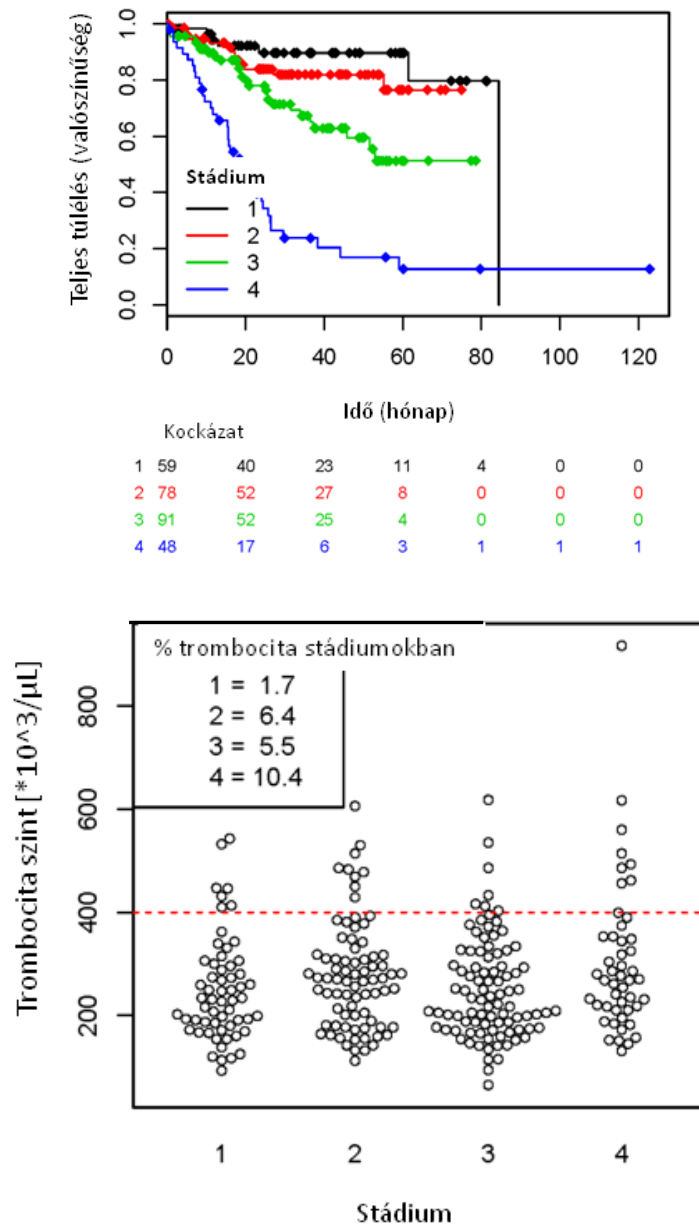 Teljes túlélés (valószínűség)
1.0
0.8
0.6
0.4
0.2
0.0
Stádium
1
2
3
4
0 20 40 60 80 100 120
Idő (hónap)
Kockázat
1 59 40 23 11 4 0 0
2 78 52 27 8 0 0 0
3 91 52 25 4 0 0 0
4 48 17 6 3 1 1 1
Trombocita szint [*10^3/µL]
800
600
400
200
% trombocita stádiumokban
1 = 1.7
2 = 6.4
3 = 5.5
4 = 10.4
1 2 3 4
Stádium